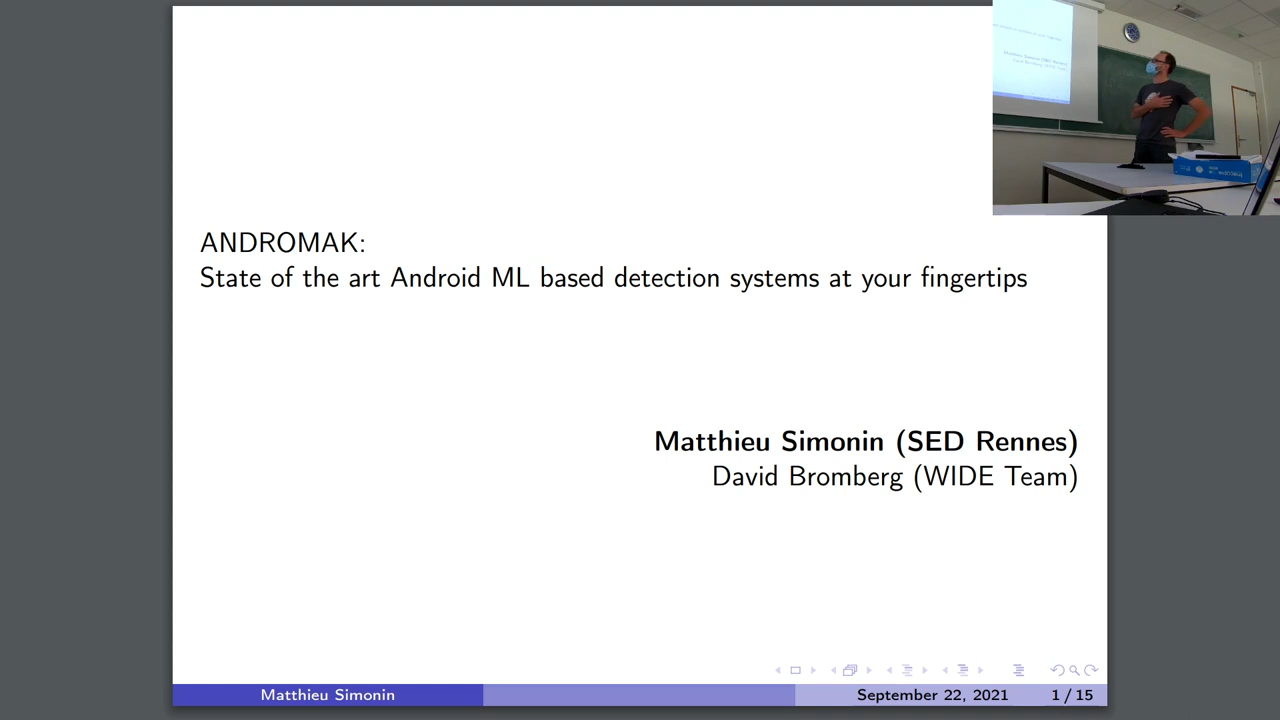 ANDROMAK:
State of the art Android ML based detection systems at your fingertips
Matthieu Simonin (SED Rennes)
David Bromberg (WIDE Team)
Matthieu Simonin
September 22, 2021
1 / 15